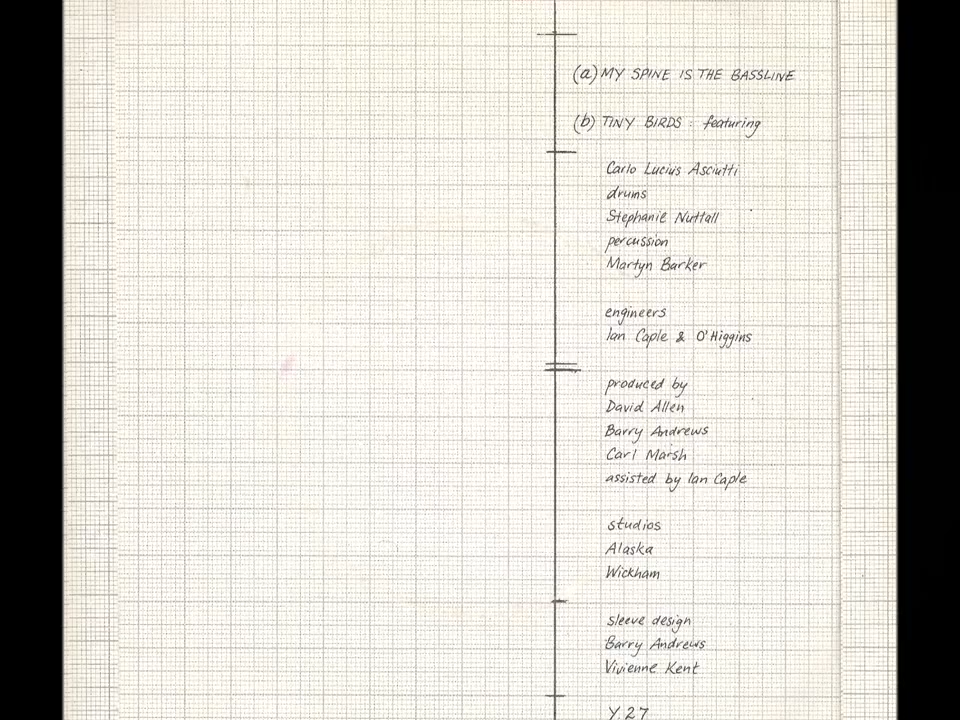 (a) MY SPINE IS THE BASSLINE
(b) TINY BIRDS : featuring
Carlo Lucius Asciutti
drums
Stephanie Nuttall
percussion
Martyn Barker
engineers
Ian Caple & O'Higgins
produced by
David Allen
Barry Andrews
Carl Marsh
assisted by Ian Caple
studios
Alaska
Wickham
sleeve design
Barry Andrews
Vivienne Kent
Y.27